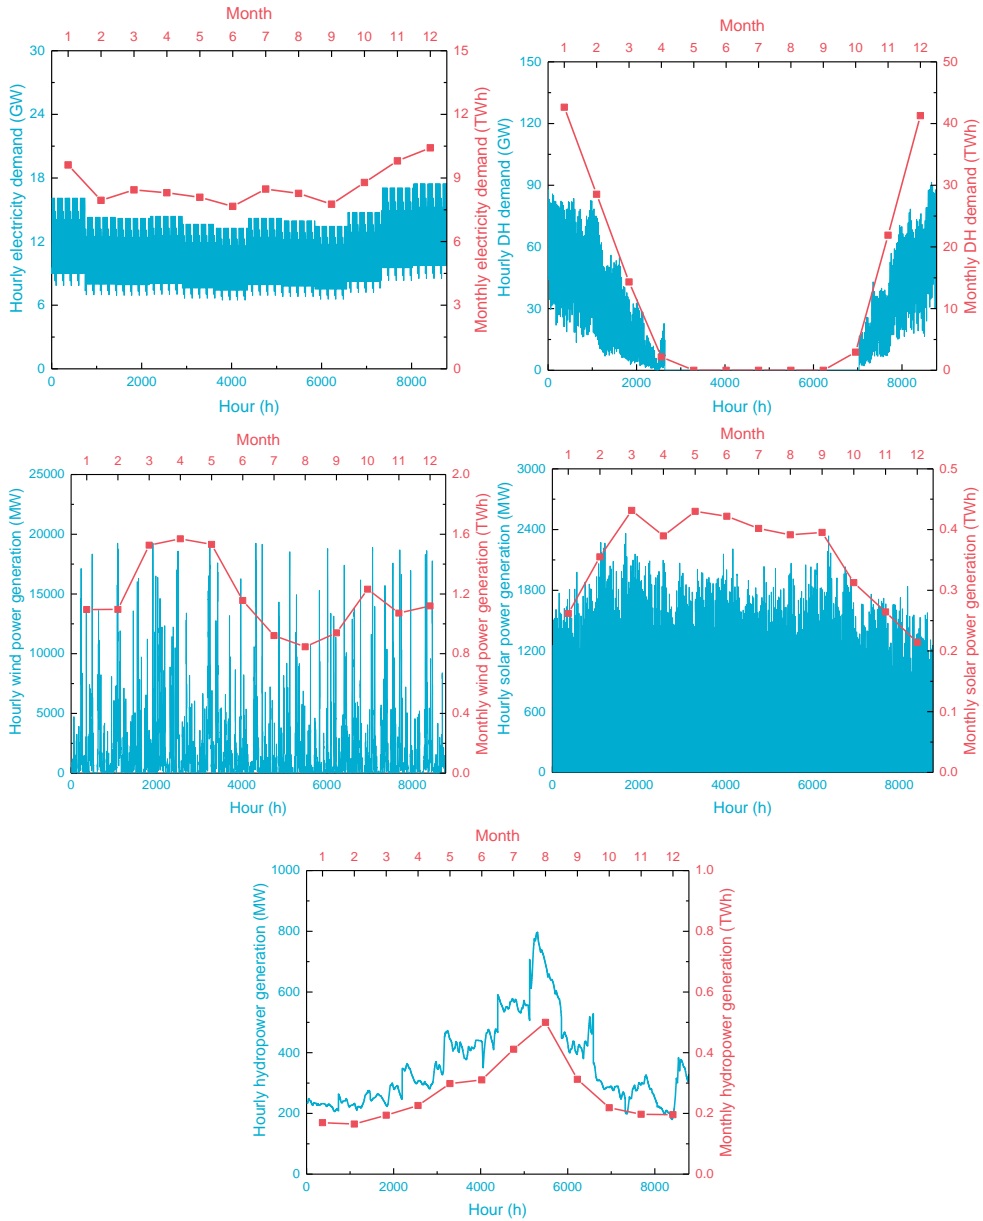 Month
1 2 3 4 5 6 7 8 9 10 11 12
30
24
18
12
6
0
Hourly electricity demand (GW)
15
12
9
6
3
0
Monthly electricity demand (TWh)
0 2000 4000 6000 8000
Hour (h)
Month
1 2 3 4 5 6 7 8 9 10 11 12
150
120
90
60
30
0
Hourly DH demand (GW)
50
40
30
20
10
0
Monthly DH demand (TWh)
0 2000 4000 6000 8000
Hour (h)
Month
1 2 3 4 5 6 7 8 9 10 11 12
25000
20000
15000
10000
5000
0
Hourly wind power generation (MW)
2.0
1.6
1.2
0.8
0.4
0.0
Monthly wind power generation (TWh)
0 2000 4000 6000 8000
Hour (h)
Month
1 2 3 4 5 6 7 8 9 10 11 12
3000
2400
1800
1200
600
0
Hourly solar power generation (MW)
0.5
0.4
0.3
0.2
0.1
0.0
Monthly solar power generation (TWh)
0 2000 4000 6000 8000
Hour (h)
Month
1 2 3 4 5 6 7 8 9 10 11 12
1000
800
600
400
200
0
Hourly hydropower generation (MW)
1.0
0.8
0.6
0.4
0.2
0.0
Monthly hydropower generation (TWh)
0 2000 4000 6000 8000
Hour (h)